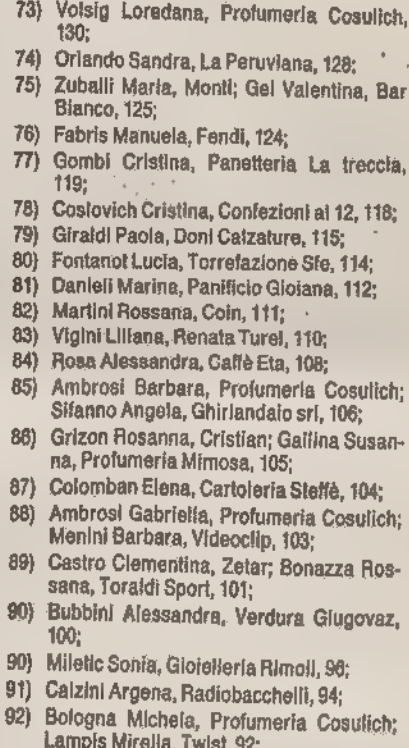 73) Volsig Loredana, Profumeria Cosulich,
130;
74) Orlando Sandra, La Peruviana, 128;
75) Zuballi Maria, Monti; Gei Valentina, Bar
Bianco, 125;
76) Fabris Manuela, Fendi, 124;
77) Gombi Cristina, Panetteria La treccia,
119;
78) Coslovich Cristina, Confezioni al 12, 118;
79) Giraldi Paola, Doni Calzature, 115;
80) Fontanot Lucia, Torrefazione Sfe, 114;
81) Danieli Marina, Panificio Gioiana, 112;
82) Martini Rossana, Coin, 111;
83) Vigini Liliana, Renata Turel, 110;
84) Rosa Alessandra, Caffè Eta, 108;
85) Ambrosi Barbara, Profumeria Cosulich;
Sifanno Angela, Ghirlandaio srl, 106;
86) Grizon Rosanna, Cristian; Gallina Susan-
na, Profumeria Mimosa, 105;
87) Colomban Elena, Cartoleria Steffè, 104;
88) Ambrosi Gabriella, Profumeria Cosulich;
Menini Barbara, Videoclip, 103;
89) Castro Clementina, Zetar; Bonazza Ros-
sana, Toraldi Sport, 101;
90) Bubbini Alessandra, Verdura Giugovaz,
100;
90) Miletic Sonia, Gioielleria Rimoli, 96;
91) Calzini Argena, Radiobacchelli, 94;
92) Bologna Michela, Profumeria Cosulich;
Lampis Mirella, Twist, 92;